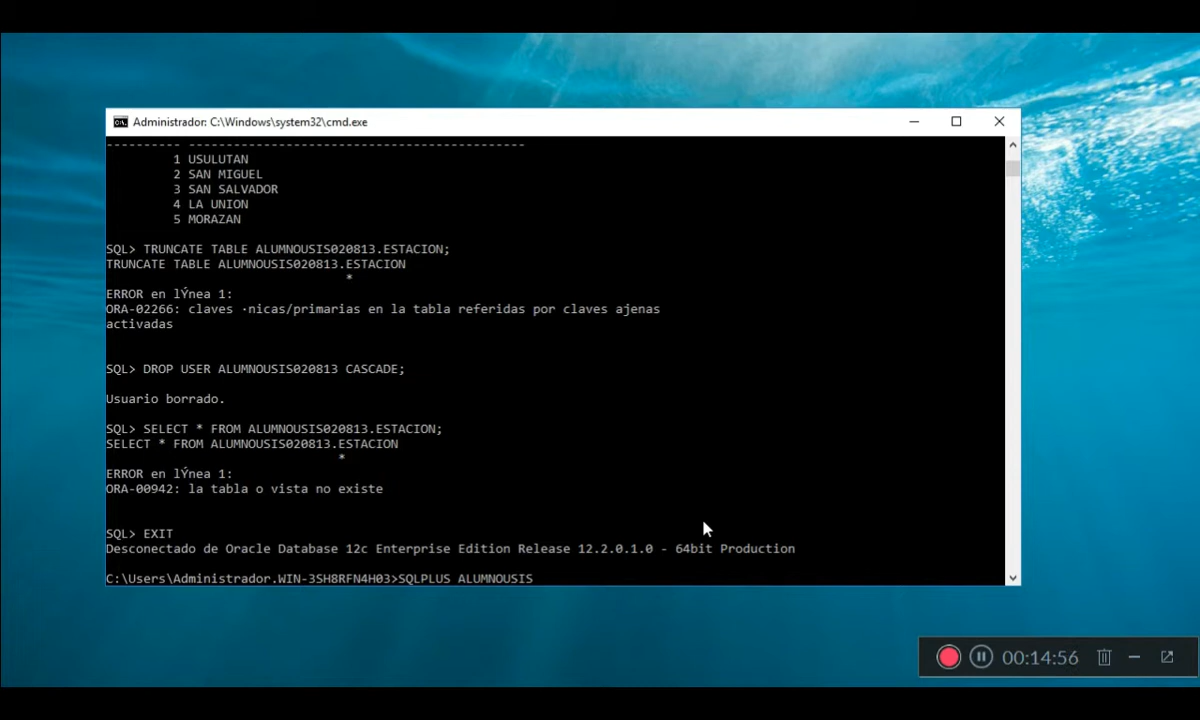 Administrador: C:\Windows\system32\cmd.exe
---------- ---------------------------------------------
1 USULUTAN
2 SAN MIGUEL
3 SAN SALVADOR
4 LA UNION
5 MORAZAN
SQL> TRUNCATE TABLE ALUMNOUSIS020813.ESTACION;
TRUNCATE TABLE ALUMNOUSIS020813.ESTACION
*
ERROR en lÝnea 1:
ORA-02266: claves ·nicas/primarias en la tabla referidas por claves ajenas
activadas
SQL> DROP USER ALUMNOUSIS020813 CASCADE;
Usuario borrado.
SQL> SELECT * FROM ALUMNOUSIS020813.ESTACION;
SELECT * FROM ALUMNOUSIS020813.ESTACION
*
ERROR en lÝnea 1:
ORA-00942: la tabla o vista no existe
SQL> EXIT
Desconectado de Oracle Database 12c Enterprise Edition Release 12.2.0.1.0 - 64bit Production
C:\Users\Administrador.WIN-3SH8RFN4H03>SQLPLUS ALUMNOUSIS
00:14:56